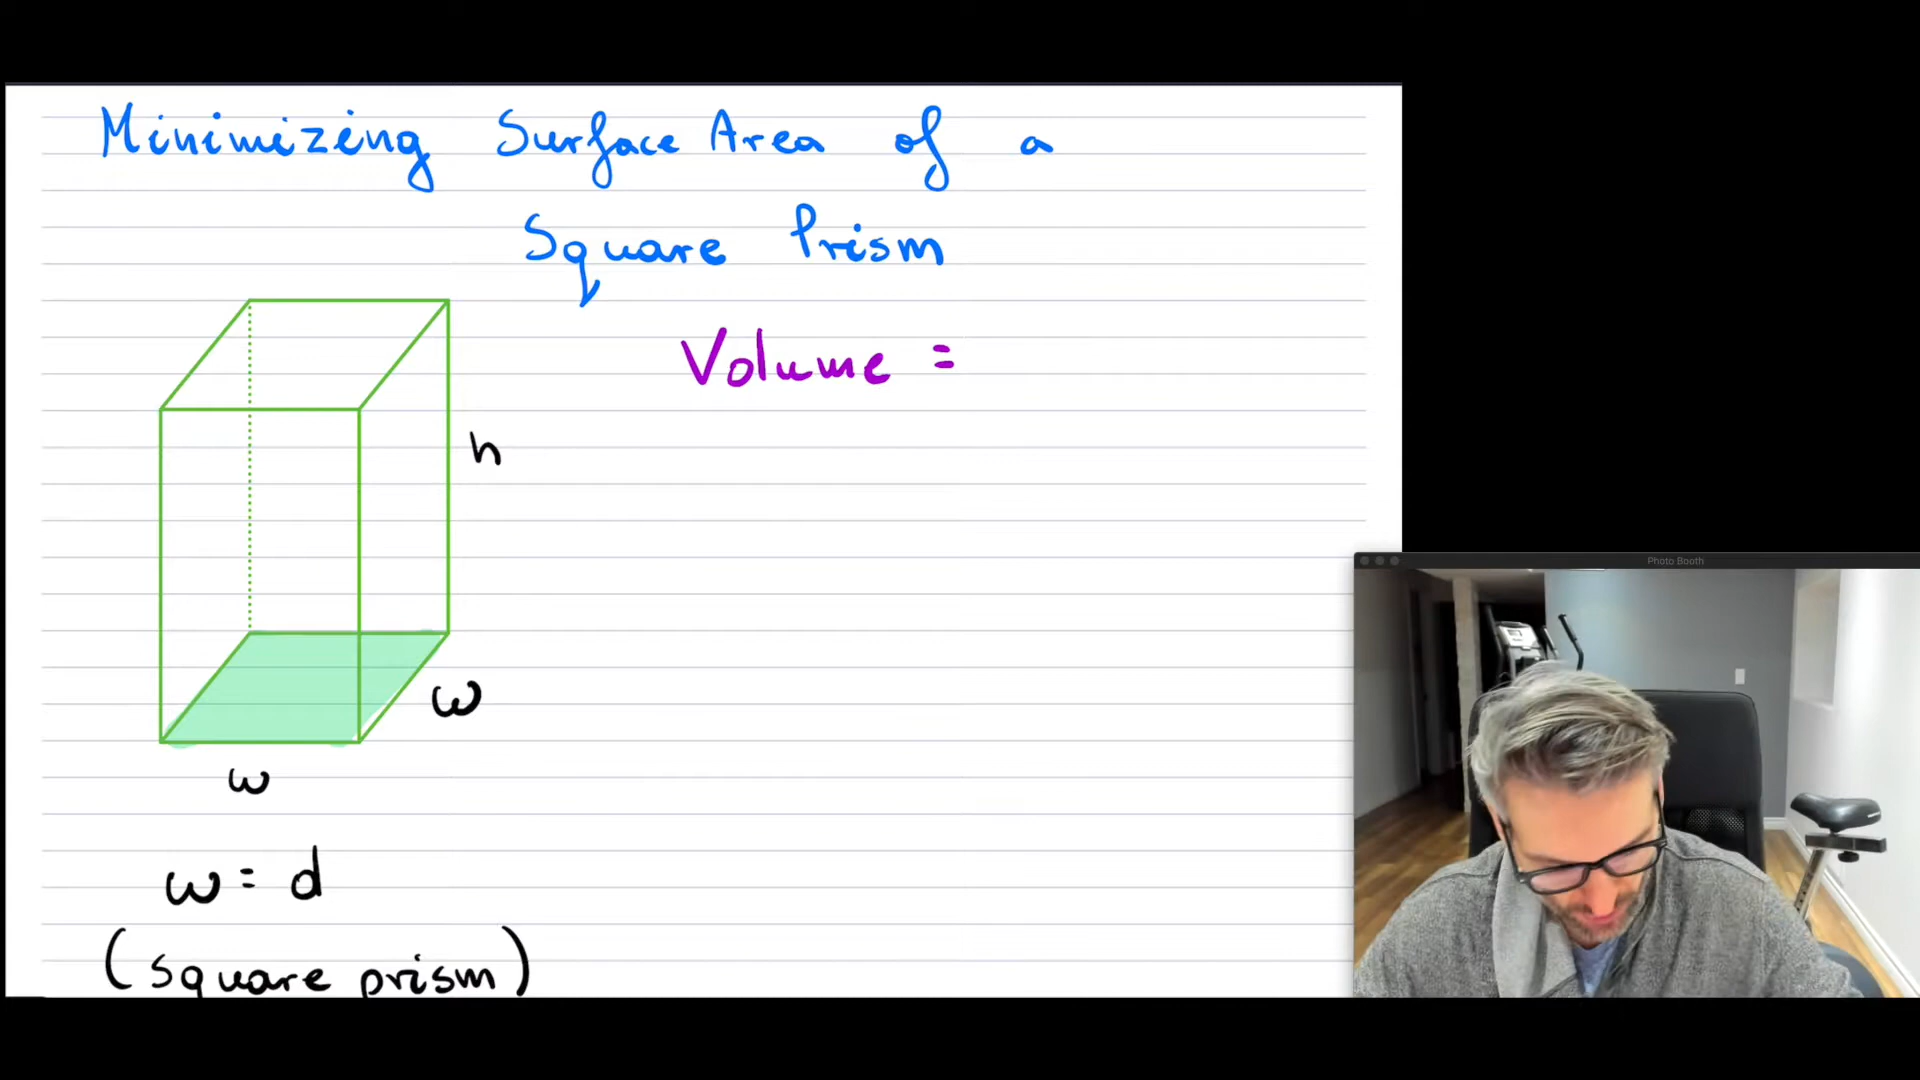 Minimizing Surface Area of a
Square Prism
Volume =
h
w
w
w = d
(square prism)
Photo Booth